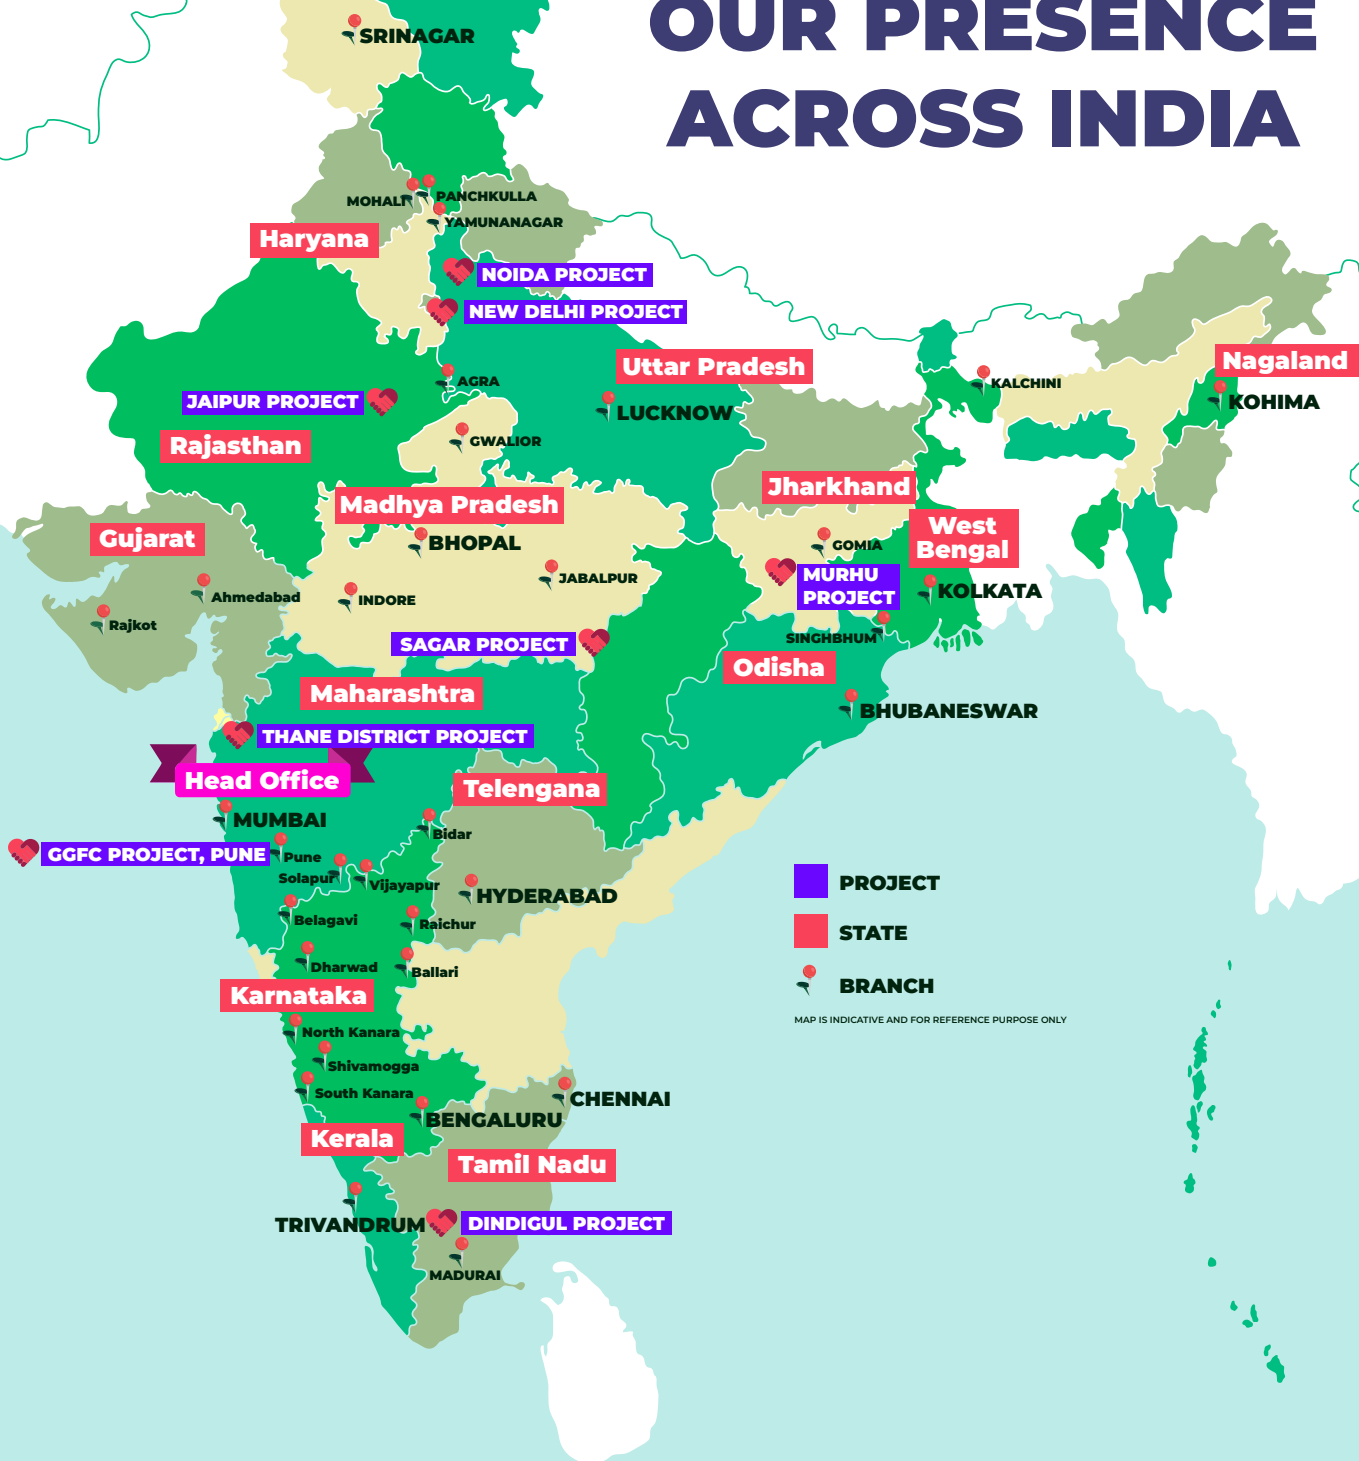 OUR PRESENCE
ACROSS INDIA
SRINAGAR
MOHALI
PANCHKULLA
YAMUNANAGAR
Haryana
NOIDA PROJECT
NEW DELHI PROJECT
Uttar Pradesh
Nagaland
AGRA
KALCHINI
JAIPUR PROJECT
LUCKNOW
KOHIMA
Rajasthan
GWALIOR
Jharkhand
Madhya Pradesh
West
Bengal
Gujarat
BHOPAL
GOMIA
JABALPUR
MURHU
PROJECT
Ahmedabad
INDORE
KOLKATA
Rajkot
SINGHBHUM
SAGAR PROJECT
Odisha
Maharashtra
BHUBANESWAR
THANE DISTRICT PROJECT
Head Office
Telengana
MUMBAI
Bidar
GGFC PROJECT, PUNE
Pune
Solapur
Vijayapur
HYDERABAD
PROJECT
Belagavi
Raichur
STATE
Dharwad
Ballari
BRANCH
Karnataka
MAP IS INDICATIVE AND FOR REFERENCE PURPOSE ONLY
North Kanara
Shivamogga
South Kanara
CHENNAI
BENGALURU
Kerala
Tamil Nadu
TRIVANDRUM
DINDIGUL PROJECT
MADURAI